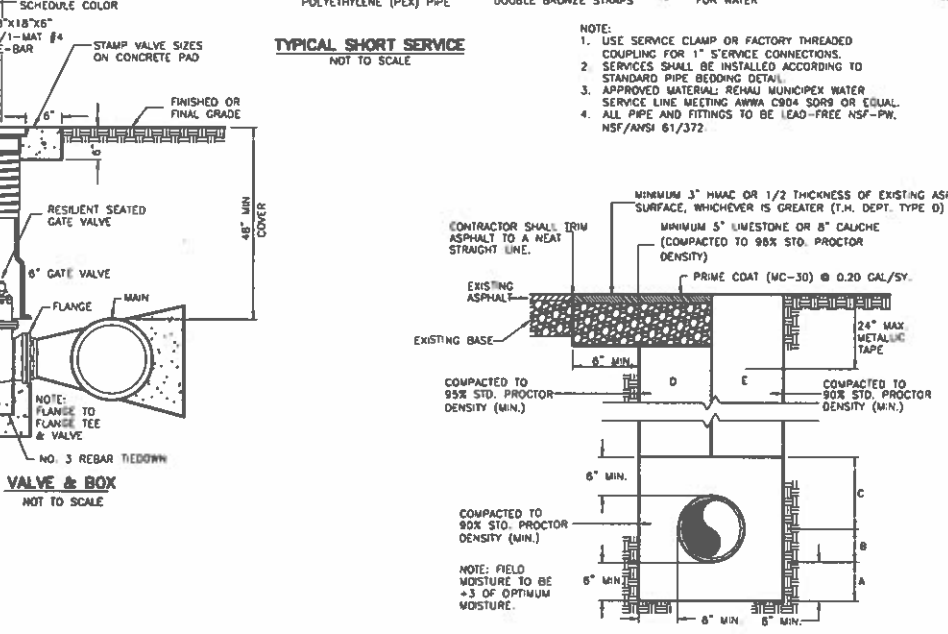 SCHEDULE COLOR
"X18"X6"
/1-MAT #4
E-BAR
STAMP VALVE SIZES
ON CONCRETE PAD
FINISHED OR
FINAL GRADE
6"
6"
48" MIN
COVER
RESILIENT SEATED
GATE VALVE
6" GATE VALVE
FLANGE
MAIN
NOTE:
FLANGE TO
FLANGE TEE
& VALVE
NO. 3 REBAR TIEDOWN
VALVE & BOX
NOT TO SCALE
POLYETHYLENE (PEX) PIPE
DOUBLE BRONZE STRAPS
FOR WATER
TYPICAL SHORT SERVICE
NOT TO SCALE
NOTE:
1. USE SERVICE CLAMP OR FACTORY THREADED
COUPLING FOR 1" SERVICE CONNECTIONS.
2. SERVICES SHALL BE INSTALLED ACCORDING TO
STANDARD PIPE BEDDING DETAIL.
3. APPROVED MATERIAL: REHAU MUNICIPEX WATER
SERVICE LINE MEETING AWWA C904 SDR9 OR EQUAL.
4. ALL PIPE AND FITTINGS TO BE LEAD-FREE NSF-PW,
NSF/ANSI 61/372
MINIMUM 3" HMAC OR 1/2 THICKNESS OF EXISTING AS
SURFACE, WHICHEVER IS GREATER (T.H. DEPT. TYPE D)
CONTRACTOR SHALL TRIM
ASPHALT TO A NEAT
STRAIGHT LINE.
MINIMUM 5" LIMESTONE OR 8" CALICHE
(COMPACTED TO 98% STD. PROCTOR
DENSITY)
PRIME COAT (MC-30) @ 0.20 GAL/SY.
EXISTING
ASPHALT
EXISTING BASE
24" MAX
METALLIC
TAPE
6" MIN.
D
E
COMPACTED TO
95% STD. PROCTOR
DENSITY (MIN.)
COMPACTED TO
90% STD. PROCTOR
DENSITY (MIN.)
6" MIN.
C
COMPACTED TO
90% STD. PROCTOR
DENSITY (MIN.)
B
NOTE: FIELD
MOISTURE TO BE
+3 OF OPTIMUM
MOISTURE.
6" MIN.
A
6" MIN.
6" MIN.